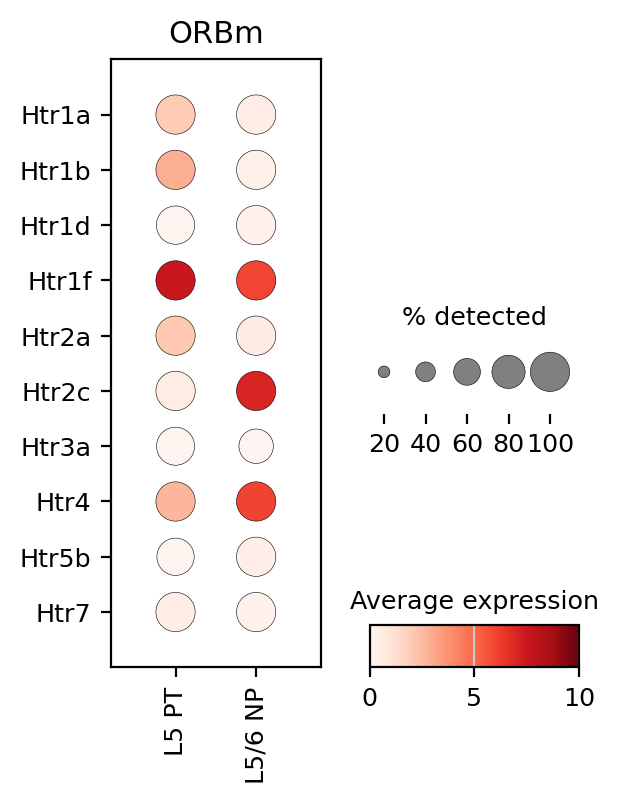 ORBm
Htr1a
Htr1b
Htr1d
Htr1f
Htr2a
Htr2c
Htr3a
Htr4
Htr5b
Htr7
L5 PT
L5/6 NP
% detected
20 40 60 80 100
Average expression
0 5 10